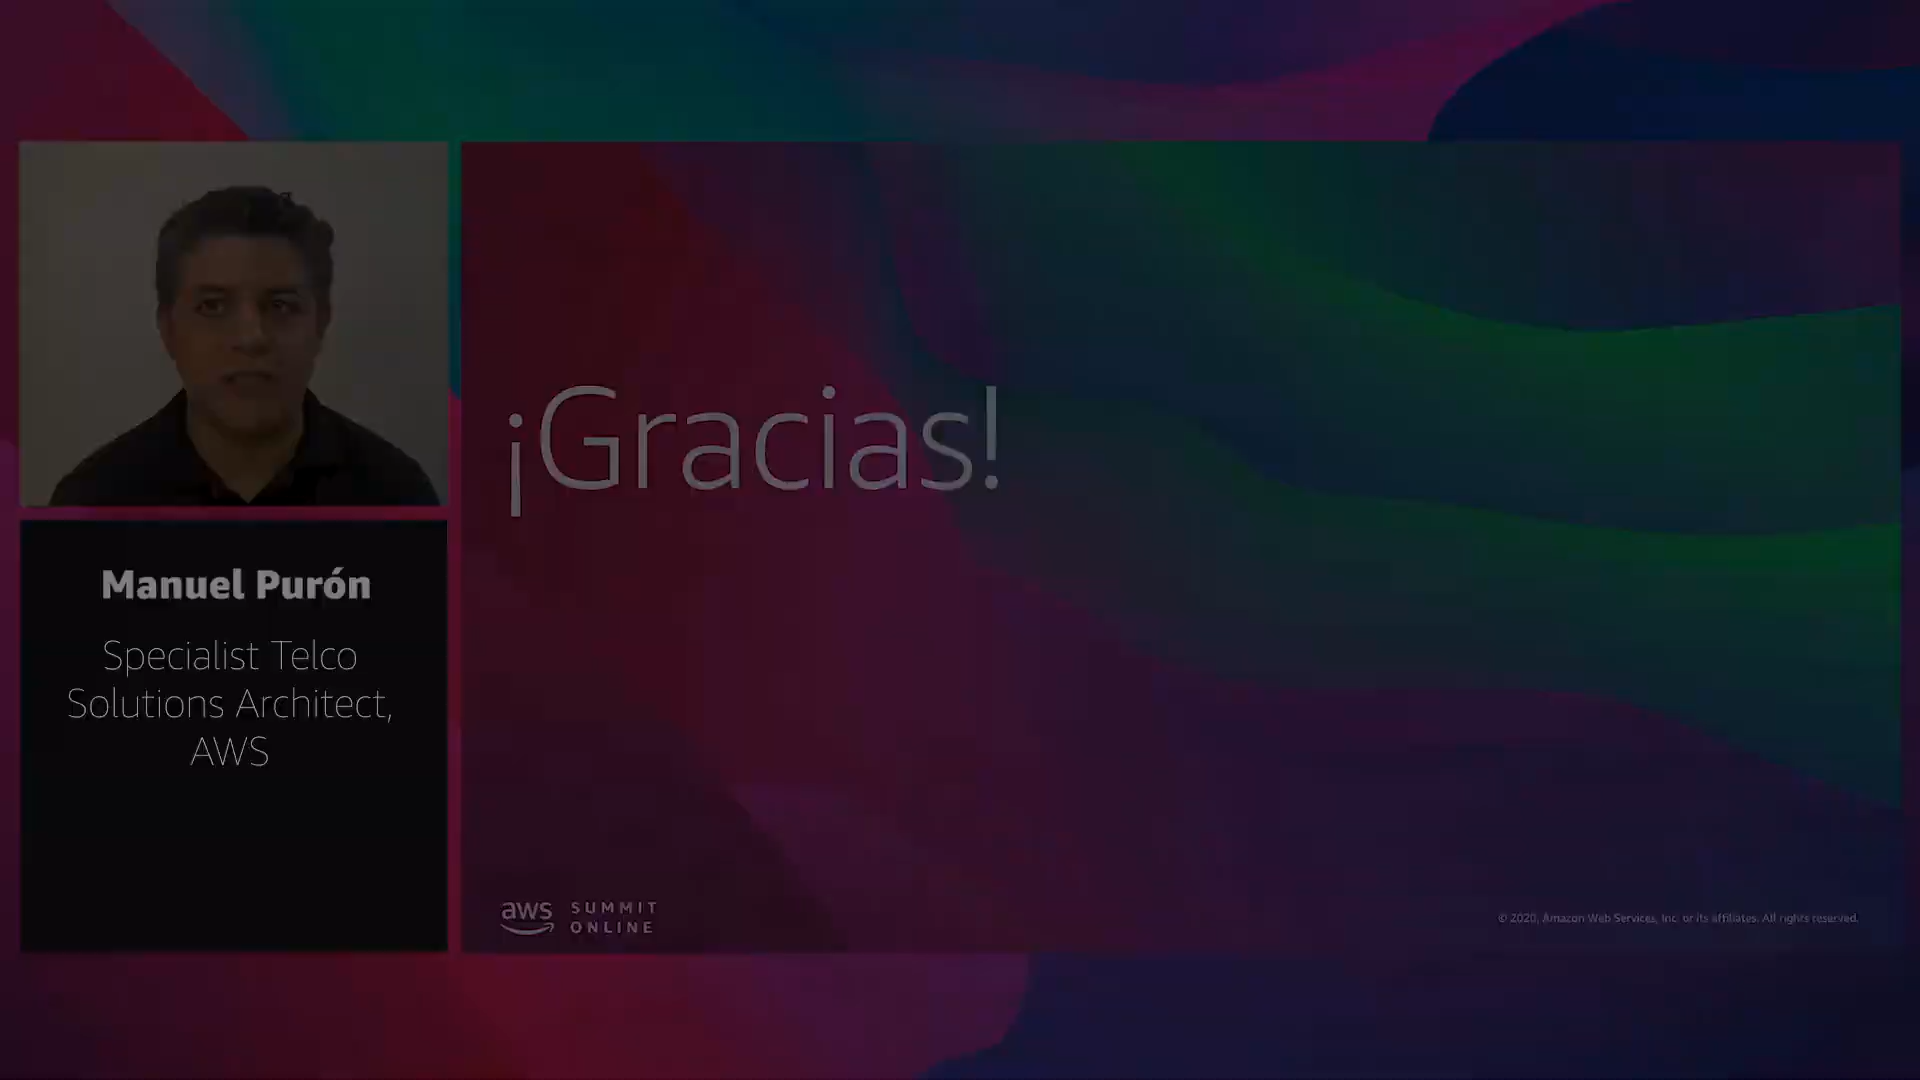 Manuel Purón
Specialist Telco
Solutions Architect,
AWS
¡Gracias!
aws SUMMIT
ONLINE
© 2020, Amazon Web Services, Inc. or its affiliates. All rights reserved.